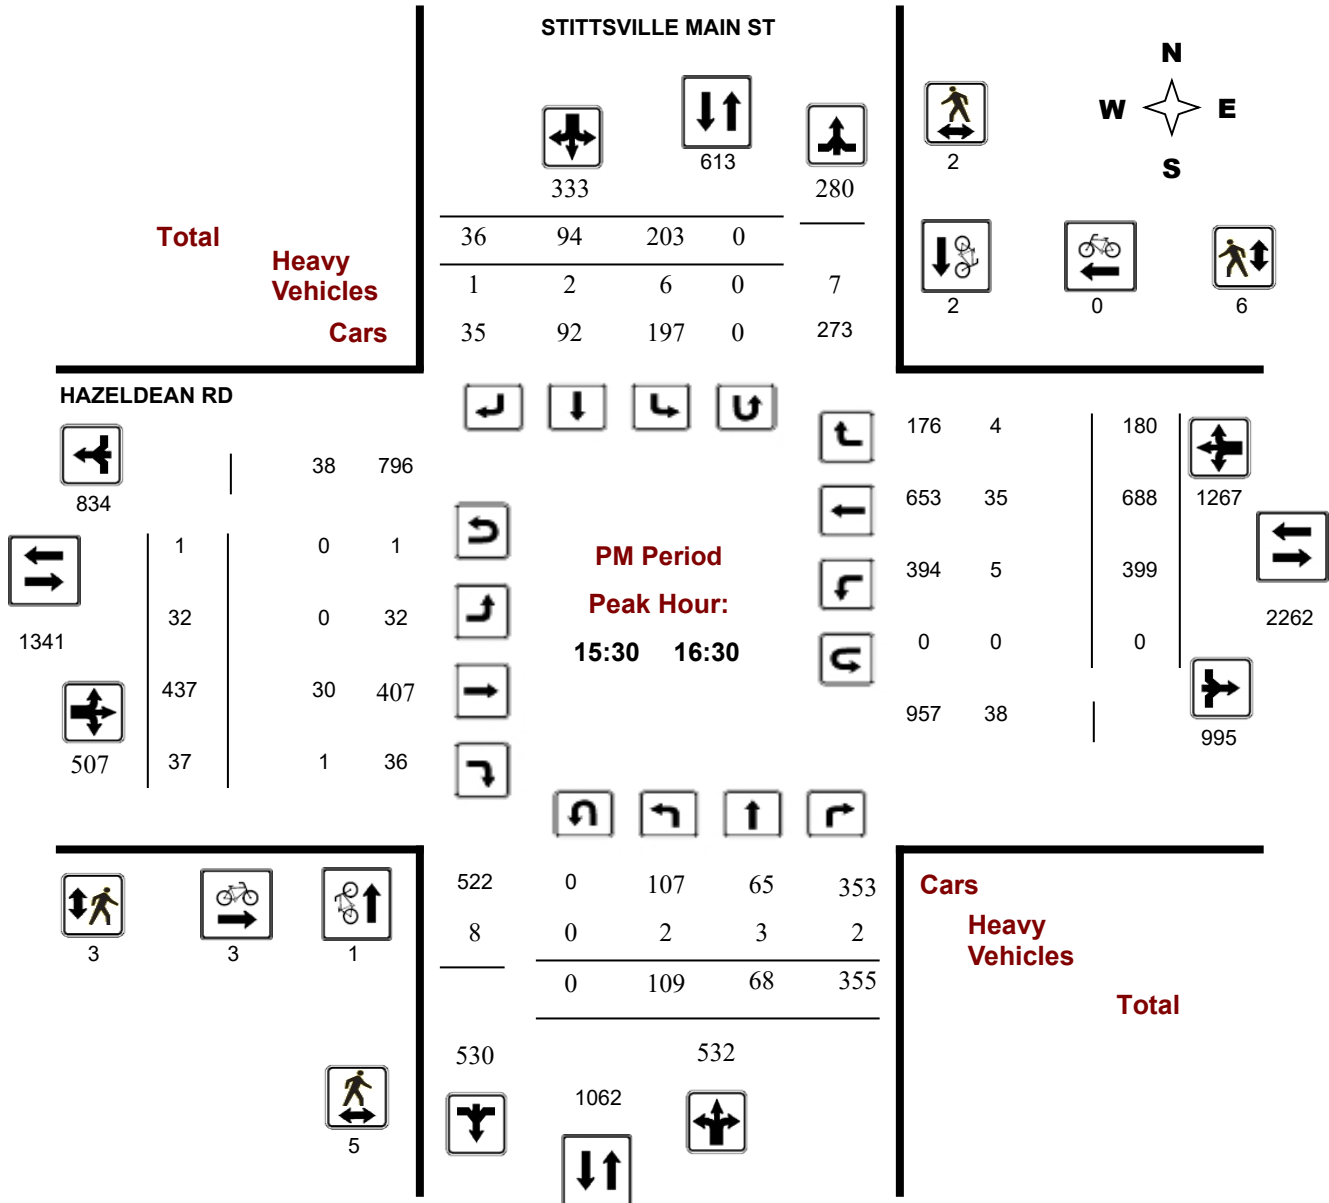 STITTSVILLE MAIN ST
N
W E
S
2
613
333
280
Total
36 94 203 0
Heavy
Vehicles
1 2 6 0 7
Cars
35 92 197 0 273
2 0 6
HAZELDEAN RD
176 4 180
38 796
834
653 35 688 1267
1 0 1
PM Period
394 5 399
32 0 32
Peak Hour:
1341
2262
15:30 16:30
0 0 0
437 30 407
957 38
995
507 37 1 36
522 0 107 65 353
Cars
8 0 2 3 2
Heavy
Vehicles
3 3 1
0 109 68 355
Total
530 532
1062
5